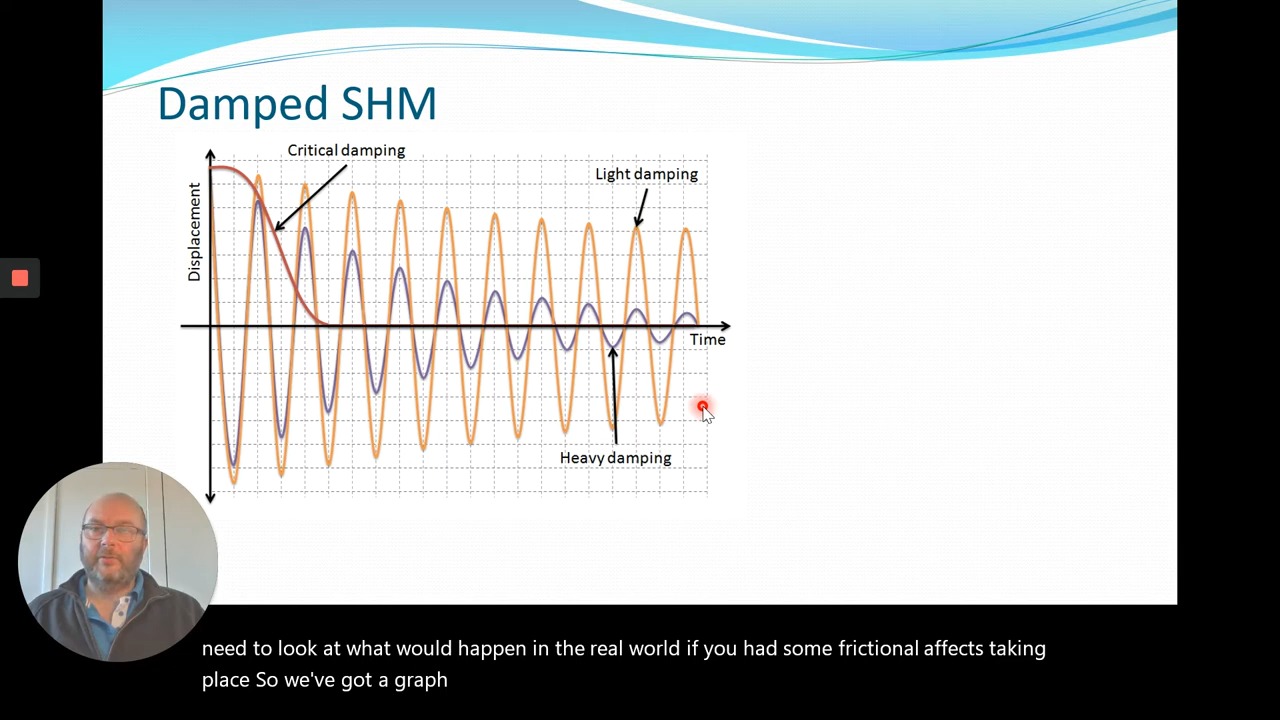 Damped SHM
Critical damping
Light damping
Displacement
Time
Heavy damping
need to look at what would happen in the real world if you had some frictional affects taking
place So we've got a graph